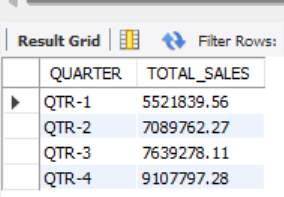 Result Grid Filter Rows:
QUARTER TOTAL_SALES
QTR-1 5521839.56
QTR-2 7089762.27
QTR-3 7639278.11
QTR-4 9107797.28